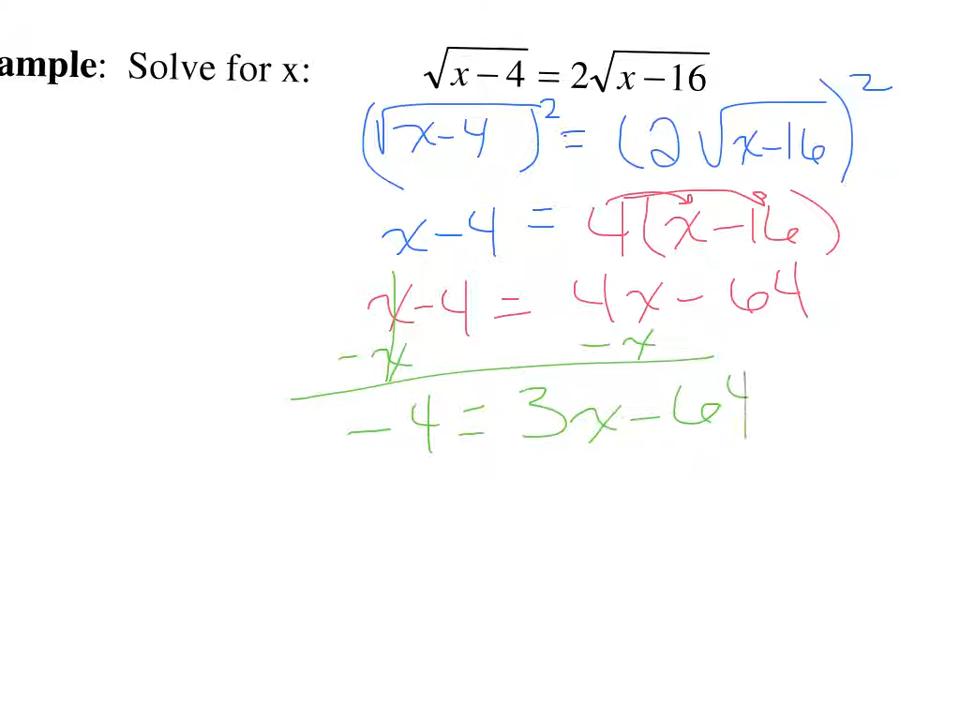 ample: Solve for x: √x − 4 = 2√x − 16
(√x-4)² = (2√x-16)²
x-4 = 4(x-16)
x-4 = 4x-64
-x -x
-4 = 3x-64